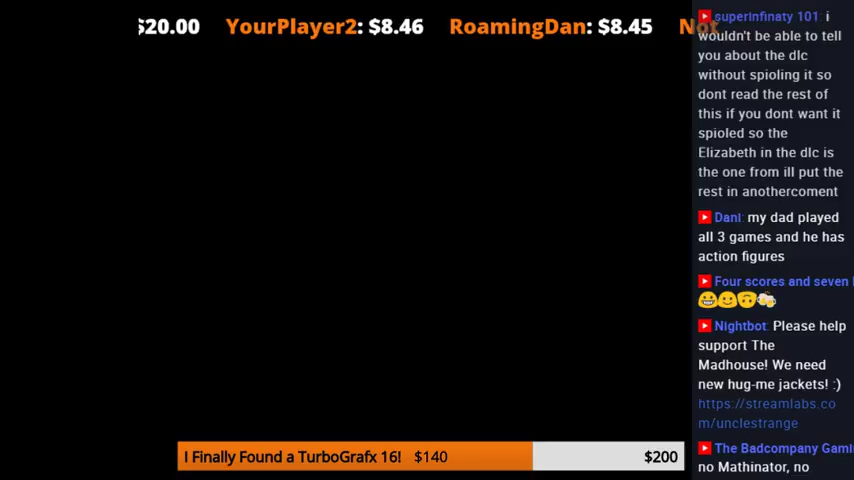 $20.00 YourPlayer2: $8.46 RoamingDan: $8.45 Not
superinfinaty 101: i
wouldn't be able to tell
you about the dlc
without spioling it so
dont read the rest of
this if you dont want it
spioled so the
Elizabeth in the dlc is
the one from ill put the
rest in anothercoment
Dani: my dad played
all 3 games and he has
action figures
Four scores and seven
😀🙂🙃🍻
Nightbot: Please help
support The
Madhouse! We need
new hug-me jackets! :)
https://streamlabs.co
m/unclestrange
The Badcompany Gami
no Mathinator, no
I Finally Found a TurboGrafx 16! $140 $200